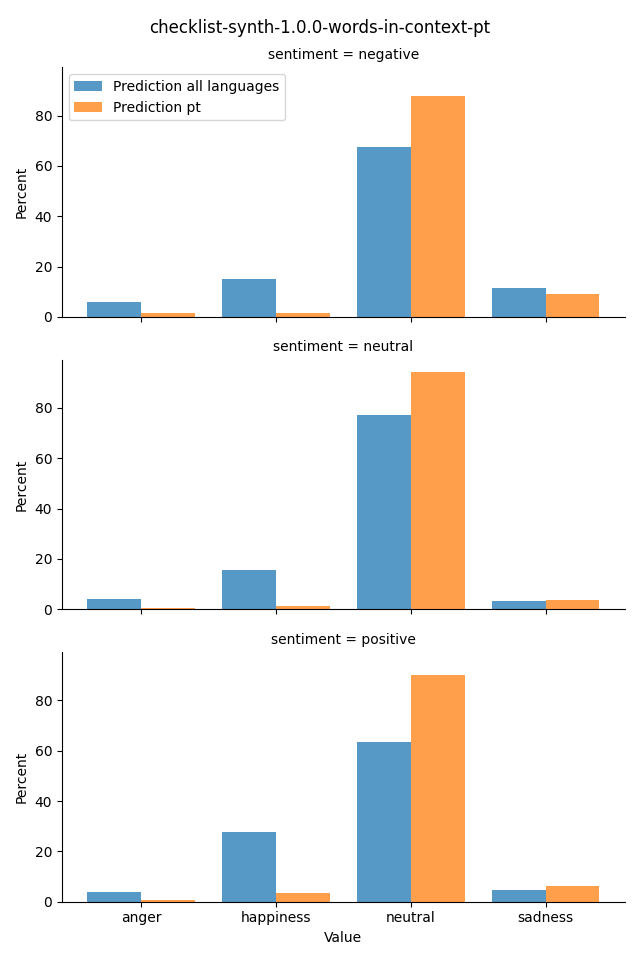 checklist-synth-1.0.0-words-in-context-pt
sentiment = negative
Prediction all languages
Prediction pt
80
60
40
20
0
Percent
sentiment = neutral
80
60
40
20
0
Percent
sentiment = positive
80
60
40
20
0
Percent
anger happiness neutral sadness
Value